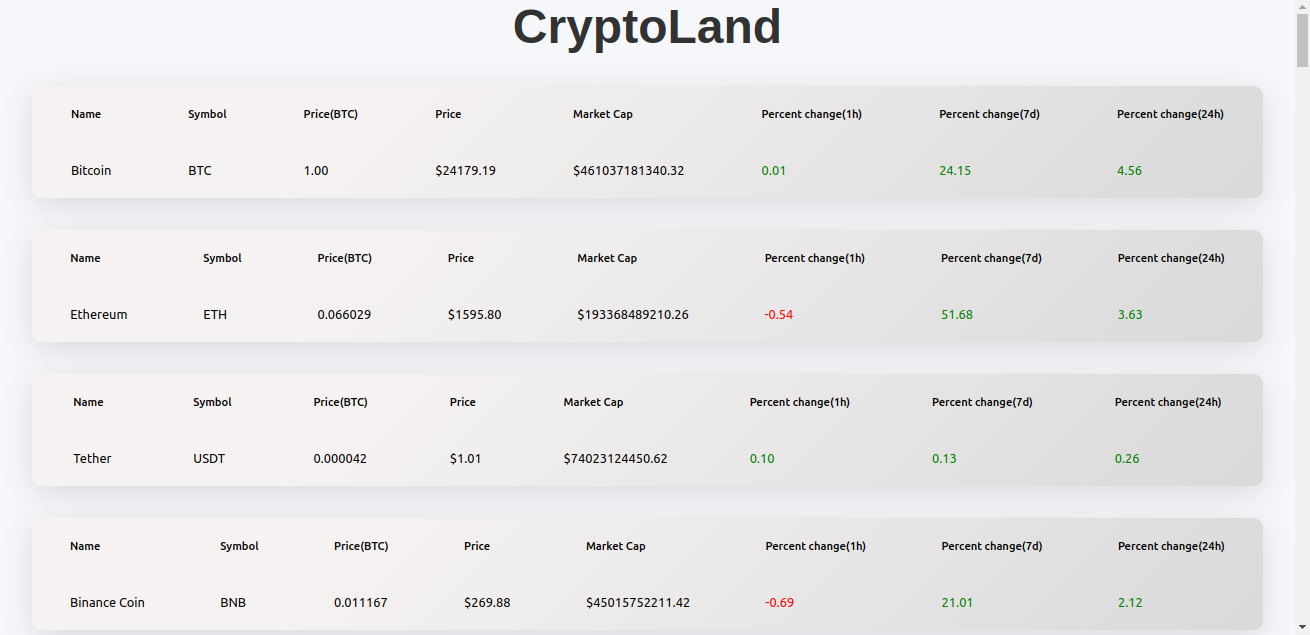 CryptoLand
Name Symbol Price(BTC) Price Market Cap Percent change(1h) Percent change(7d) Percent change(24h)
Bitcoin BTC 1.00 $24179.19 $461037181340.32 0.01 24.15 4.56
Name Symbol Price(BTC) Price Market Cap Percent change(1h) Percent change(7d) Percent change(24h)
Ethereum ETH 0.066029 $1595.80 $193368489210.26 -0.54 51.68 3.63
Name Symbol Price(BTC) Price Market Cap Percent change(1h) Percent change(7d) Percent change(24h)
Tether USDT 0.000042 $1.01 $74023124450.62 0.10 0.13 0.26
Name Symbol Price(BTC) Price Market Cap Percent change(1h) Percent change(7d) Percent change(24h)
Binance Coin BNB 0.011167 $269.88 $45015752211.42 -0.69 21.01 2.12